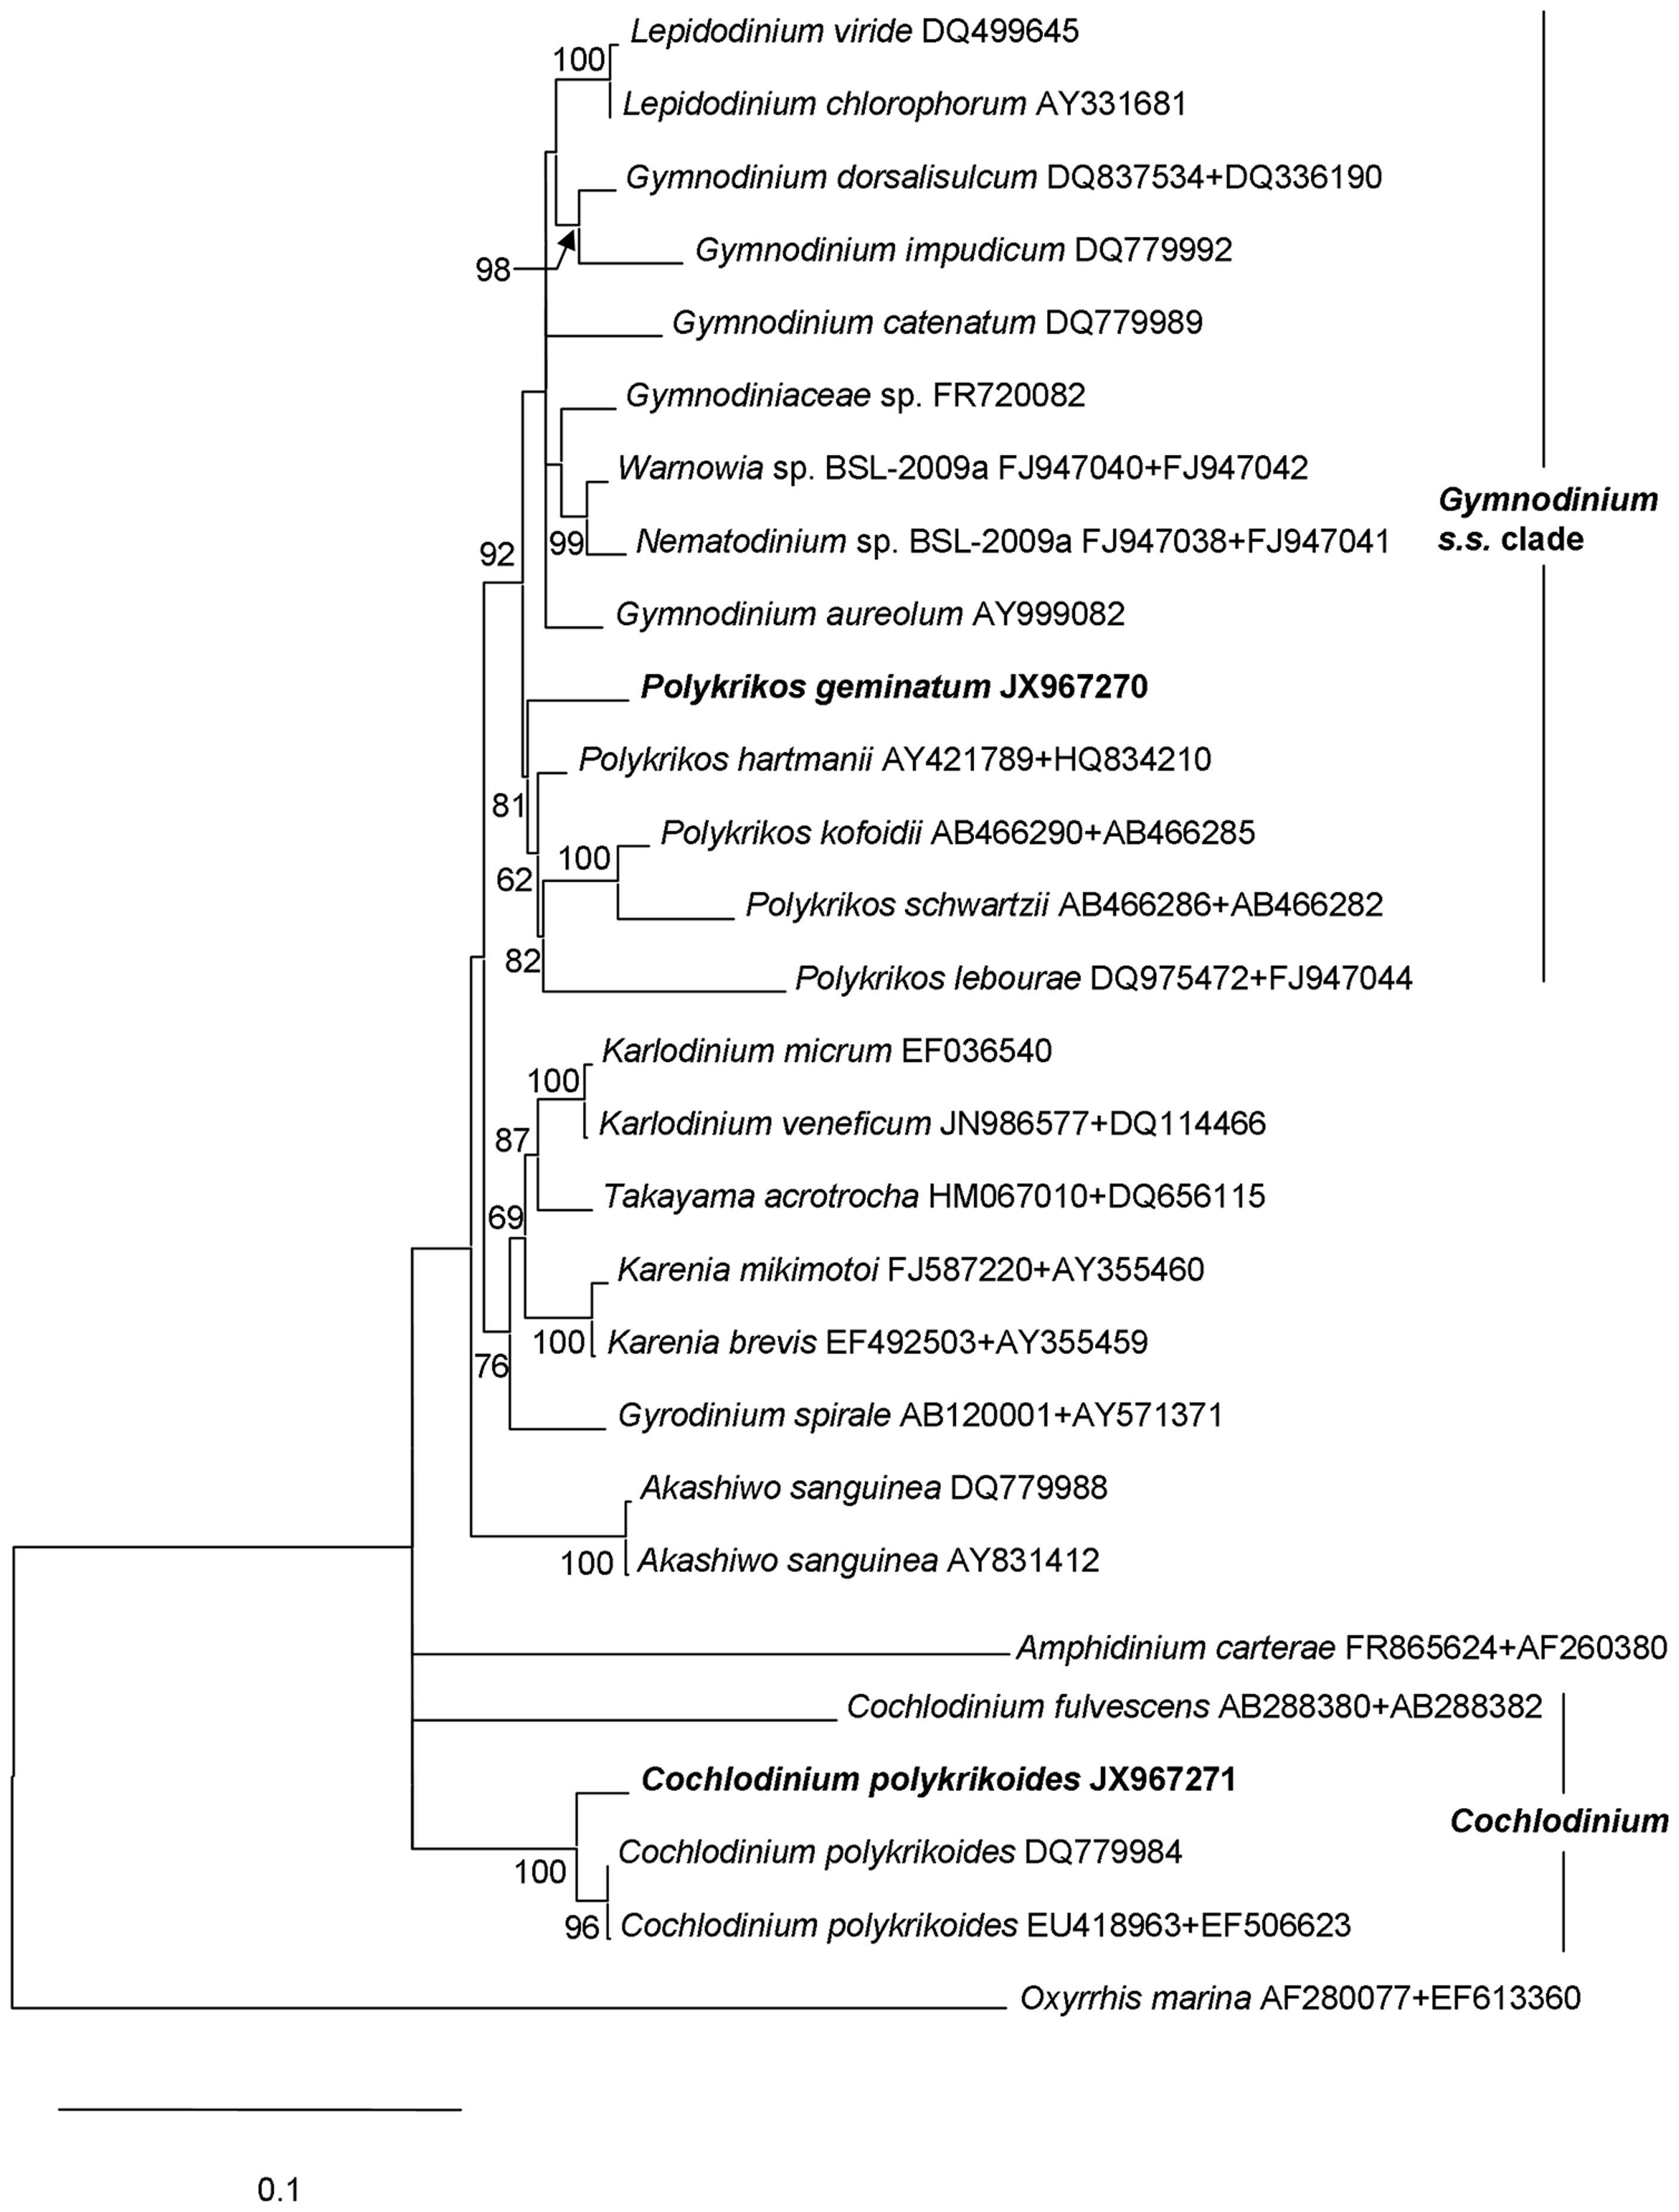 Lepidodinium viride DQ499645
100
Lepidodinium chlorophorum AY331681
Gymnodinium dorsalisulcum DQ837534+DQ336190
Gymnodinium impudicum DQ779992
98
Gymnodinium catenatum DQ779989
Gymnodiniaceae sp. FR720082
Warnowia sp. BSL-2009a FJ947040+FJ947042
Gymnodinium
s.s. clade
99
Nematodinium sp. BSL-2009a FJ947038+FJ947041
92
Gymnodinium aureolum AY999082
Polykrikos geminatum JX967270
Polykrikos hartmanii AY421789+HQ834210
81
Polykrikos kofoidii AB466290+AB466285
100
62
Polykrikos schwartzii AB466286+AB466282
82
Polykrikos lebourae DQ975472+FJ947044
Karlodinium micrum EF036540
100
Karlodinium veneficum JN986577+DQ114466
87
Takayama acrotrocha HM067010+DQ656115
69
Karenia mikimotoi FJ587220+AY355460
100
Karenia brevis EF492503+AY355459
76
Gyrodinium spirale AB120001+AY571371
Akashiwo sanguinea DQ779988
100
Akashiwo sanguinea AY831412
Amphidinium carterae FR865624+AF260380
Cochlodinium fulvescens AB288380+AB288382
Cochlodinium polykrikoides JX967271
Cochlodinium
Cochlodinium polykrikoides DQ779984
100
96
Cochlodinium polykrikoides EU418963+EF506623
Oxyrrhis marina AF280077+EF613360
0.1